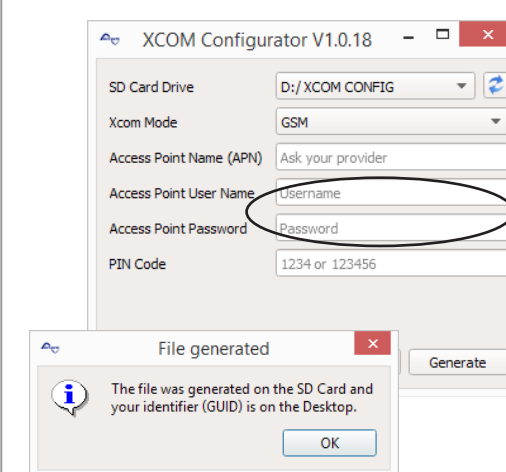 XCOM Configurator V1.0.18
SD Card Drive D:/XCOM CONFIG
Xcom Mode GSM
Access Point Name (APN) Ask your provider
Access Point User Name Username
Access Point Password Password
PIN Code 1234 or 123456
Generate
File generated
The file was generated on the SD Card and
your identifier (GUID) is on the Desktop.
OK